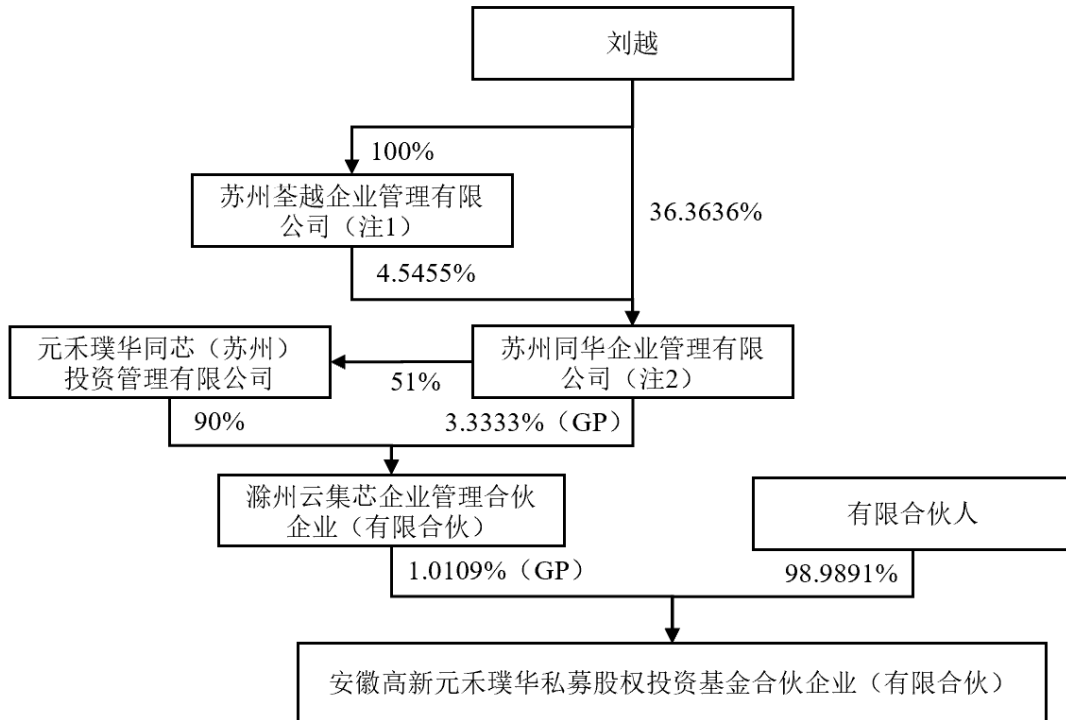 刘越
100%
苏州荃越企业管理有限
公司（注1）
36.3636%
4.5455%
元禾璞华同芯（苏州）
投资管理有限公司
51%
苏州同华企业管理有限
公司（注2）
90%
3.3333%（GP）
滁州云集芯企业管理合伙
企业（有限合伙）
有限合伙人
1.0109%（GP）
98.9891%
安徽高新元禾璞华私募股权投资基金合伙企业（有限合伙）